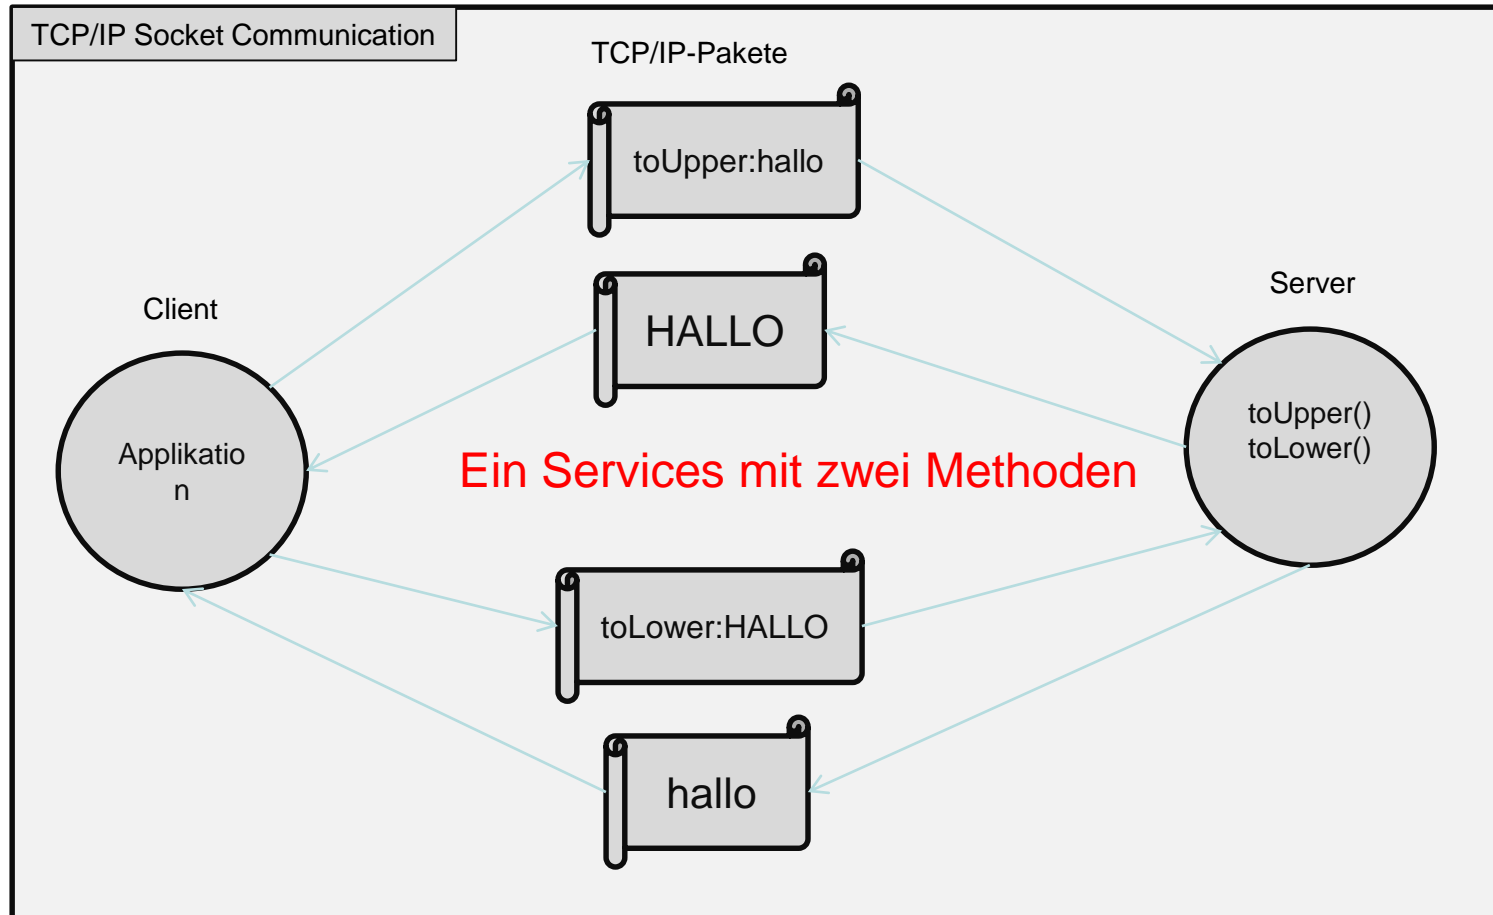 TCP/IP Socket Communication
TCP/IP-Pakete
toUpper:hallo
Client
HALLO
Server
Applikatio
n
toUpper()
toLower()
Ein Services mit zwei Methoden
toLower:HALLO
hallo